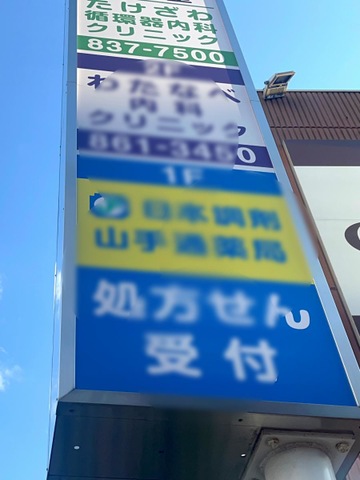 たけざわ
循環器内科
クリニック
837-7500
2F
わたなべ
内科
クリニック
861-3450
1F
日本調剤
山手通薬局
処方せん
受付